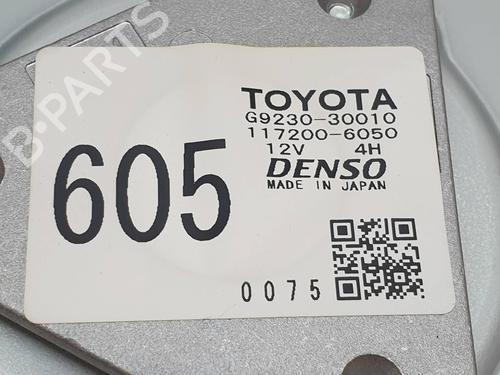 B-PARTS
TOYOTA
G9230-30010
117200-6050
12V 4H
DENSO
MADE IN JAPAN
605
0075